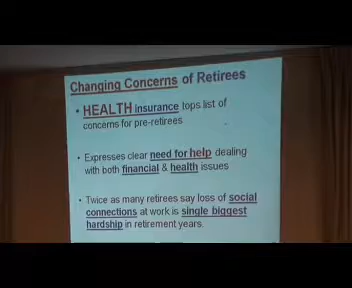 Changing Concerns of Retirees
• HEALTH insurance tops list of
concerns for pre-retirees
• Expresses clear need for help dealing
with both financial & health issues
• Twice as many retirees say loss of social
connections at work is single biggest
hardship in retirement years.